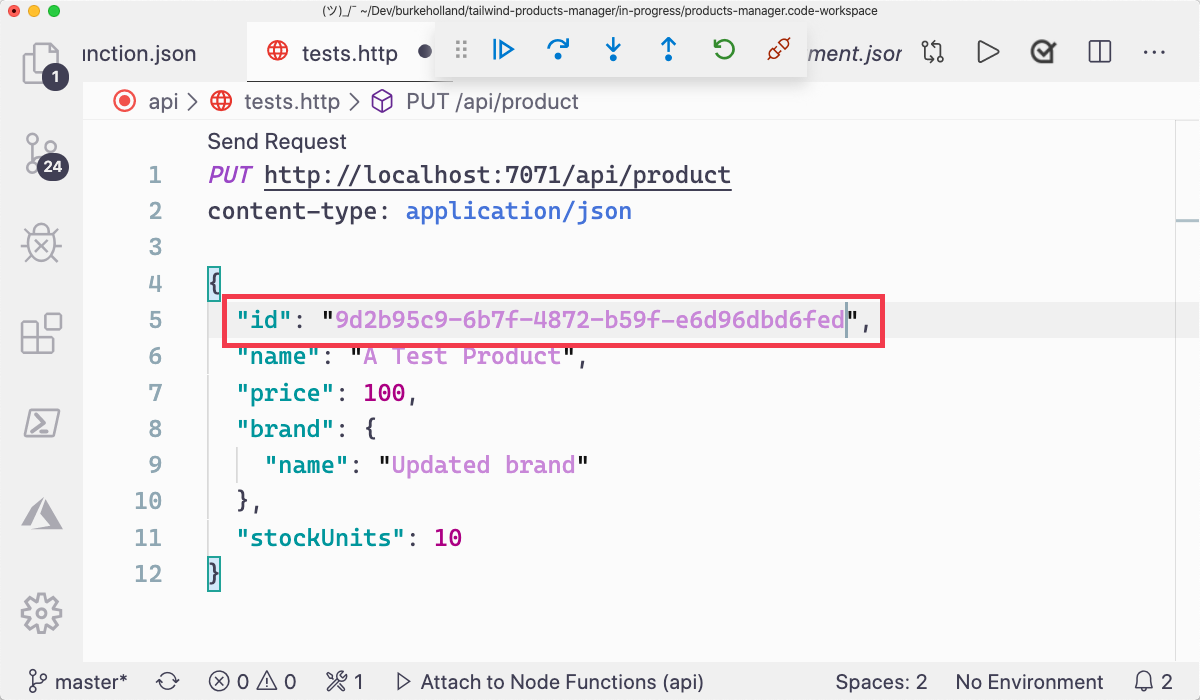 (ツ)_/¯ ~/Dev/burkeholland/tailwind-products-manager/in-progress/products-manager.code-workspace
1
unction.json
tests.http
ment.jsor
api > tests.http > PUT /api/product
24
Send Request
1 PUT http://localhost:7071/api/product
2 content-type: application/json
3
4 {
5 "id": "9d2b95c9-6b7f-4872-b59f-e6d96dbd6fed",
6 "name": "A Test Product",
7 "price": 100,
8 "brand": {
9 "name": "Updated brand"
10 },
11 "stockUnits": 10
12 }
master* 0 0 1 Attach to Node Functions (api) Spaces: 2 No Environment 2